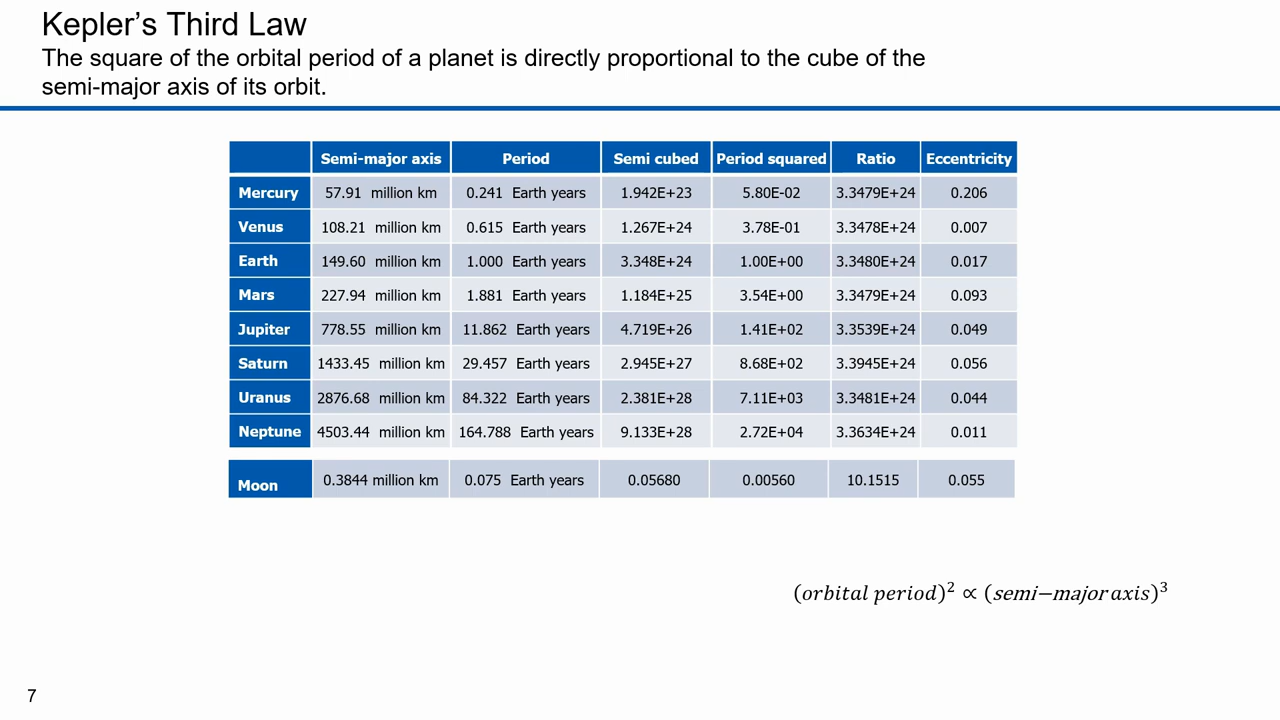 Kepler’s Third Law
The square of the orbital period of a planet is directly proportional to the cube of the
semi-major axis of its orbit.
Semi-major axis Period Semi cubed Period squared Ratio Eccentricity
Mercury 57.91 million km 0.241 Earth years 1.942E+23 5.80E-02 3.3479E+24 0.206
Venus 108.21 million km 0.615 Earth years 1.267E+24 3.78E-01 3.3478E+24 0.007
Earth 149.60 million km 1.000 Earth years 3.348E+24 1.00E+00 3.3480E+24 0.017
Mars 227.94 million km 1.881 Earth years 1.184E+25 3.54E+00 3.3479E+24 0.093
Jupiter 778.55 million km 11.862 Earth years 4.719E+26 1.41E+02 3.3539E+24 0.049
Saturn 1433.45 million km 29.457 Earth years 2.945E+27 8.68E+02 3.3945E+24 0.056
Uranus 2876.68 million km 84.322 Earth years 2.381E+28 7.11E+03 3.3481E+24 0.044
Neptune 4503.44 million km 164.788 Earth years 9.133E+28 2.72E+04 3.3634E+24 0.011
Moon 0.3844 million km 0.075 Earth years 0.05680 0.00560 10.1515 0.055
(orbital period)² ∝ (semi−major axis)³
7